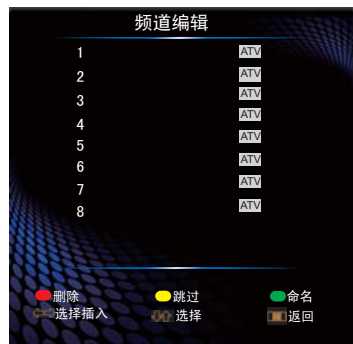 频道编辑
1 ATV
2 ATV
3 ATV
4 ATV
5 ATV
6 ATV
7 ATV
8 ATV
删除 跳过 命名
选择插入 选择 返回